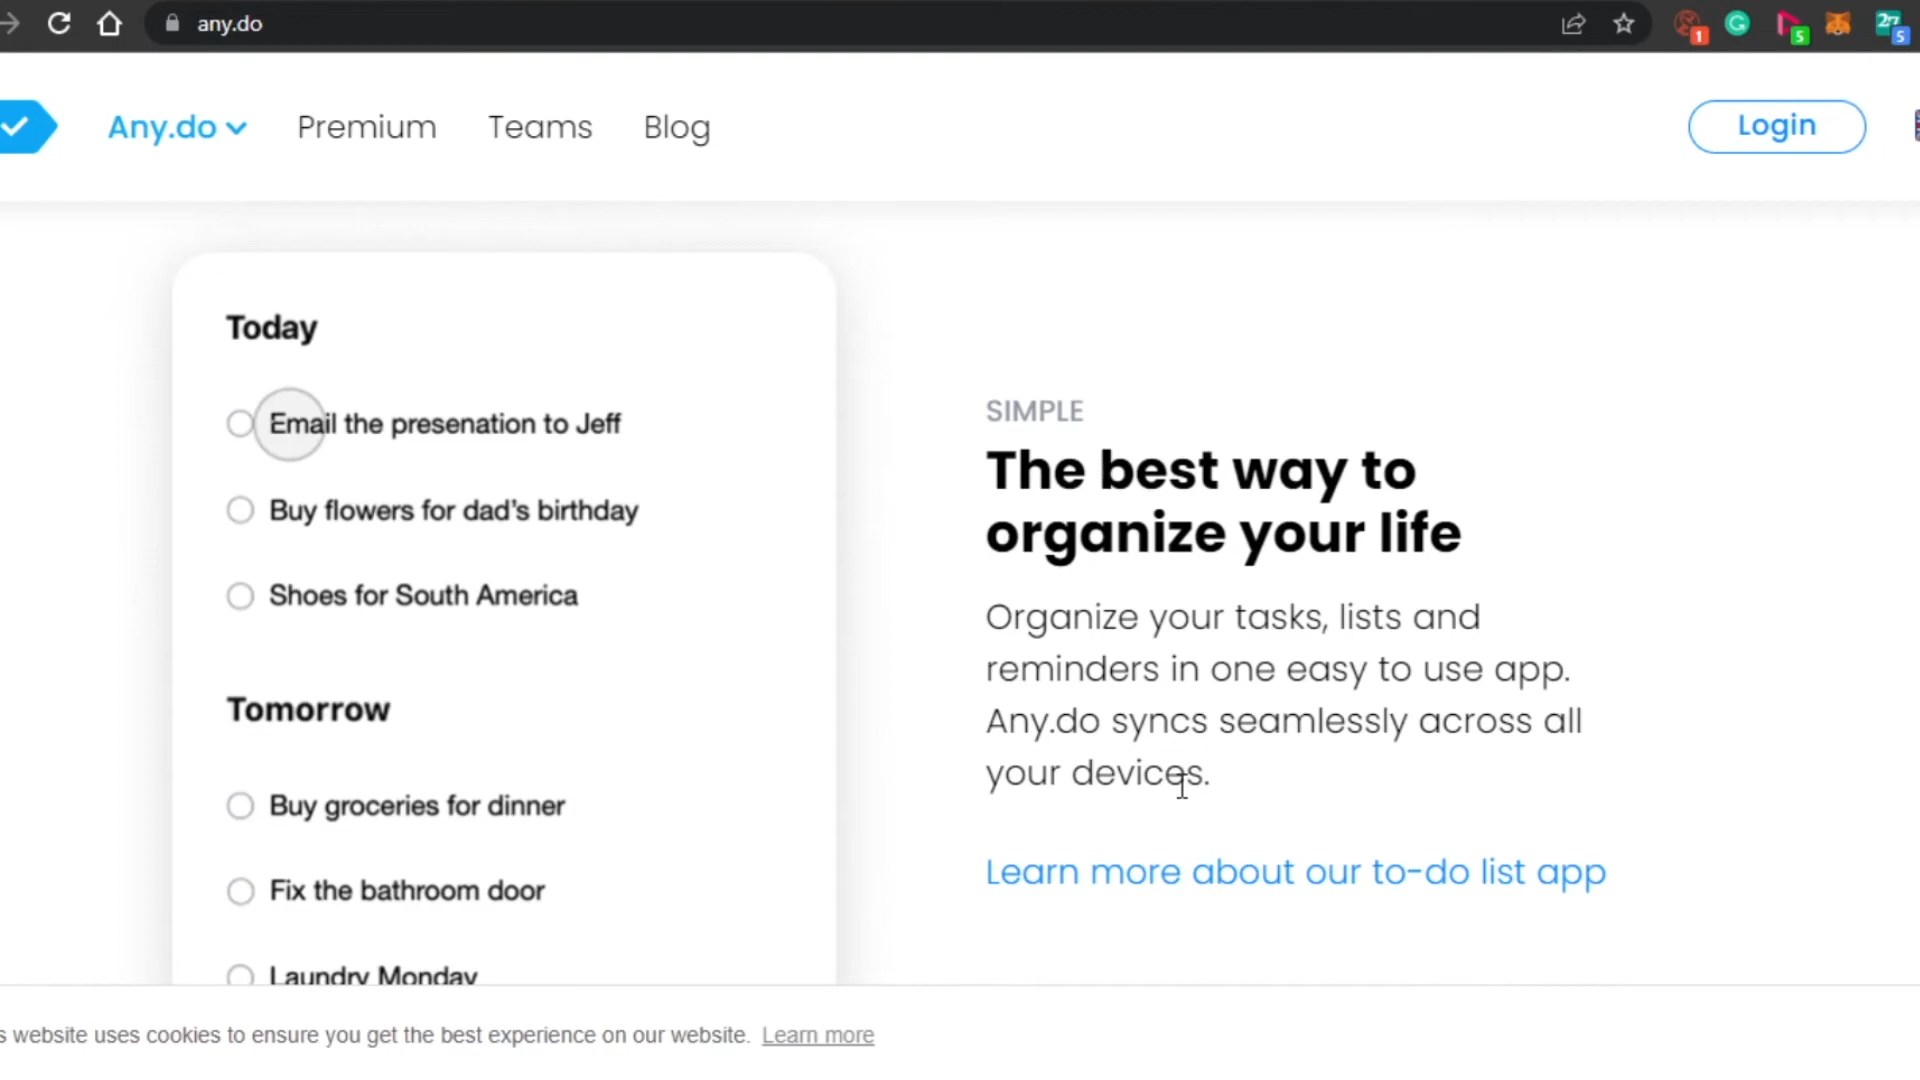 any.do
1
5
27
5
Any.do
Premium
Teams
Blog
Login
Today
Email the presenation to Jeff
Buy flowers for dad's birthday
Shoes for South America
Tomorrow
Buy groceries for dinner
Fix the bathroom door
Laundry Monday
SIMPLE
The best way to
organize your life
Organize your tasks, lists and
reminders in one easy to use app.
Any.do syncs seamlessly across all
your devices.
Learn more about our to-do list app
s website uses cookies to ensure you get the best experience on our website. Learn more